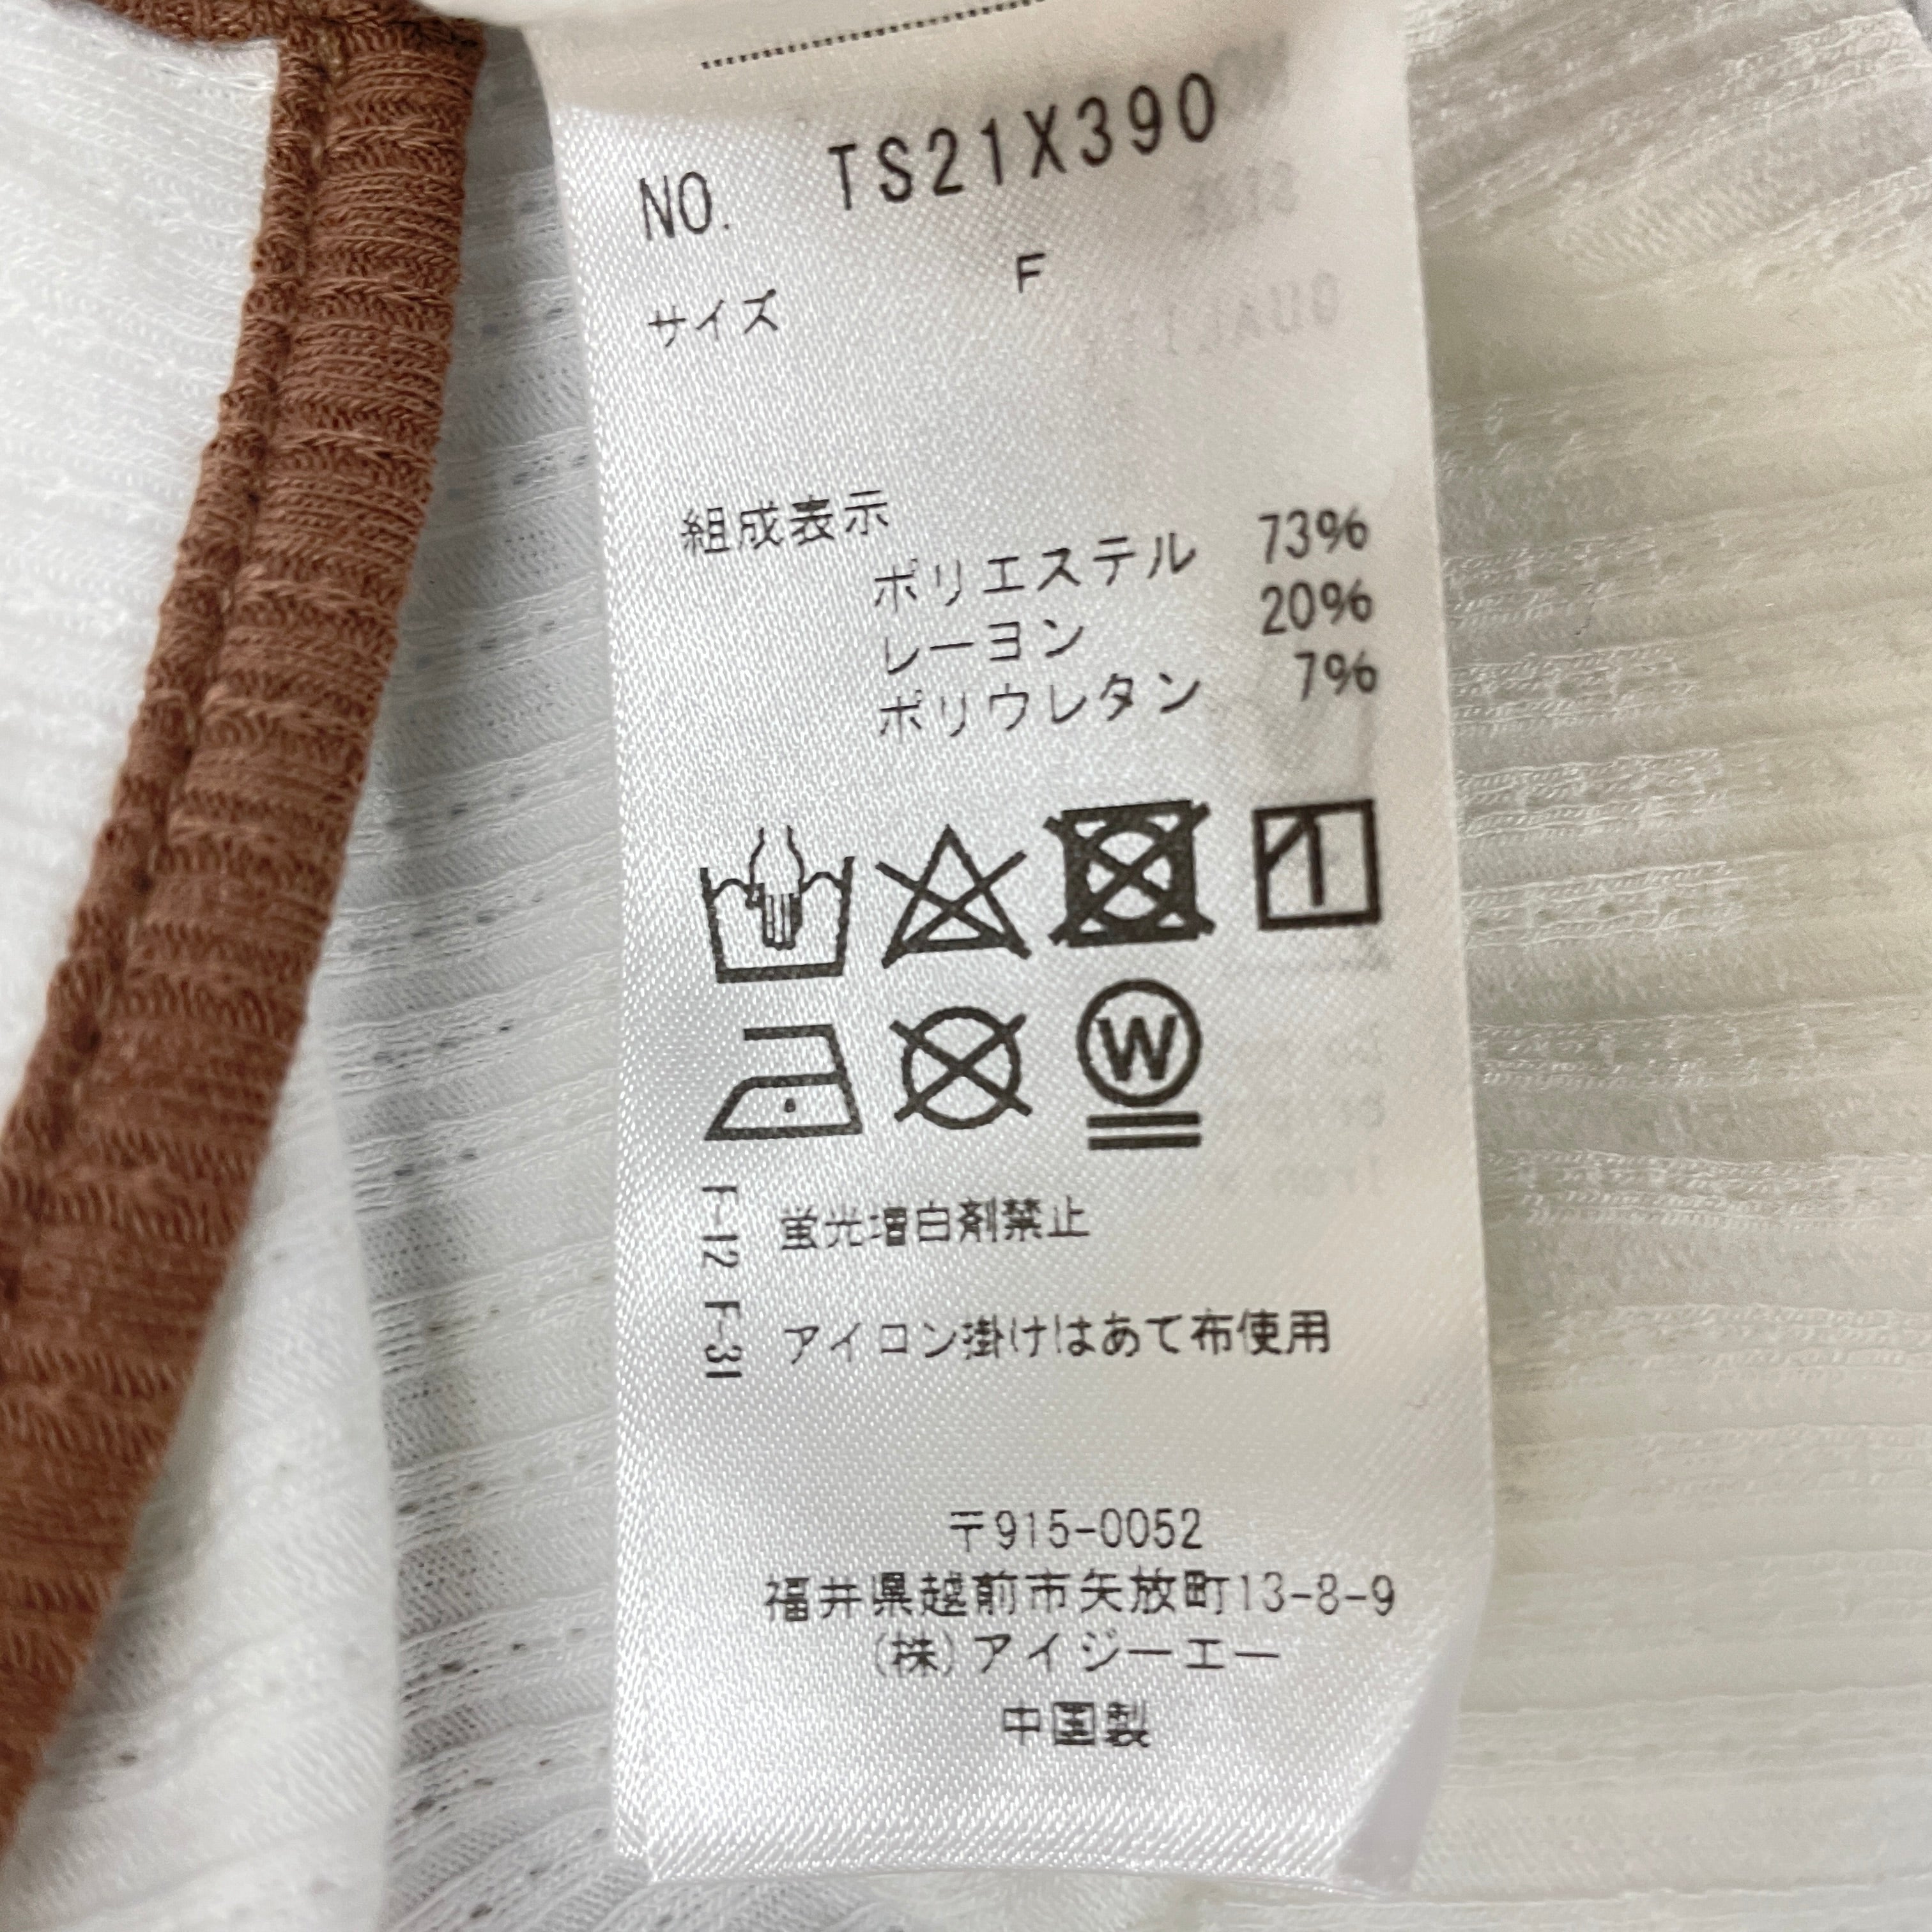 NO. TS21X390
サイズ F
組成表示
ポリエステル 73%
レーヨン 20%
ポリウレタン 7%
W
F-12 蛍光増白剤禁止
F-31 アイロン掛けはあて布使用
〒915-0052
福井県越前市矢放町13-8-9
(株)アイジーエー
中国製